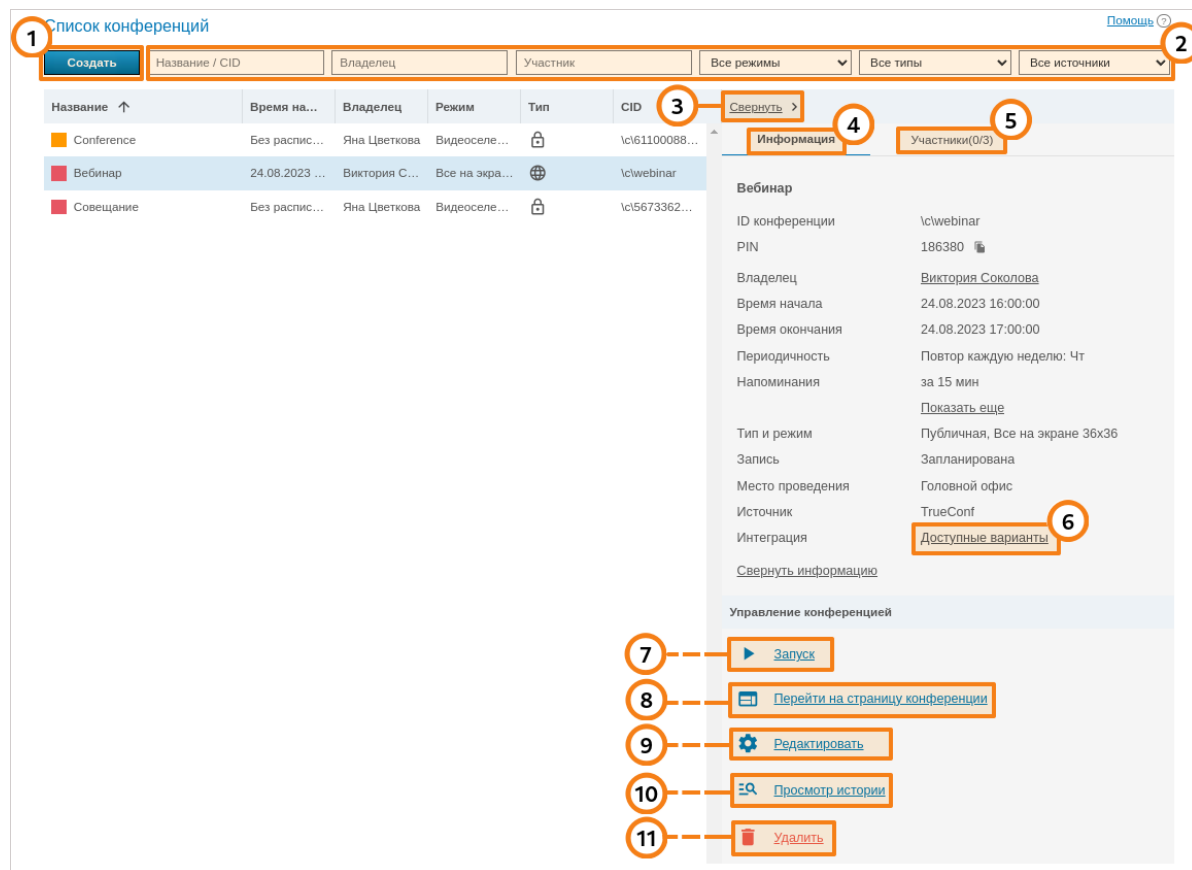 Список конференций
Помощь ?
1
2
Создать Название / CID Владелец Участник Все режимы Все типы Все источники
Название Время на... Владелец Режим Тип CID 3 Свернуть
4
5
Conference Без распис... Яна Цветкова Видеоселе... \c\61100088...
Информация Участники(0/3)
Вебинар 24.08.2023 ... Виктория С... Все на экра... \c\webinar
Совещание Без распис... Яна Цветкова Видеоселе... \c\5673362...
Вебинар
ID конференции \c\webinar
PIN 186380
Владелец Виктория Соколова
Время начала 24.08.2023 16:00:00
Время окончания 24.08.2023 17:00:00
Периодичность Повтор каждую неделю: Чт
Напоминания за 15 мин
Показать еще
Тип и режим Публичная, Все на экране 36x36
Запись Запланирована
Место проведения Головной офис
Источник TrueConf
6
Интеграция Доступные варианты
Свернуть информацию
Управление конференцией
7 Запуск
8 Перейти на страницу конференции
9 Редактировать
10 Просмотр истории
11 Удалить